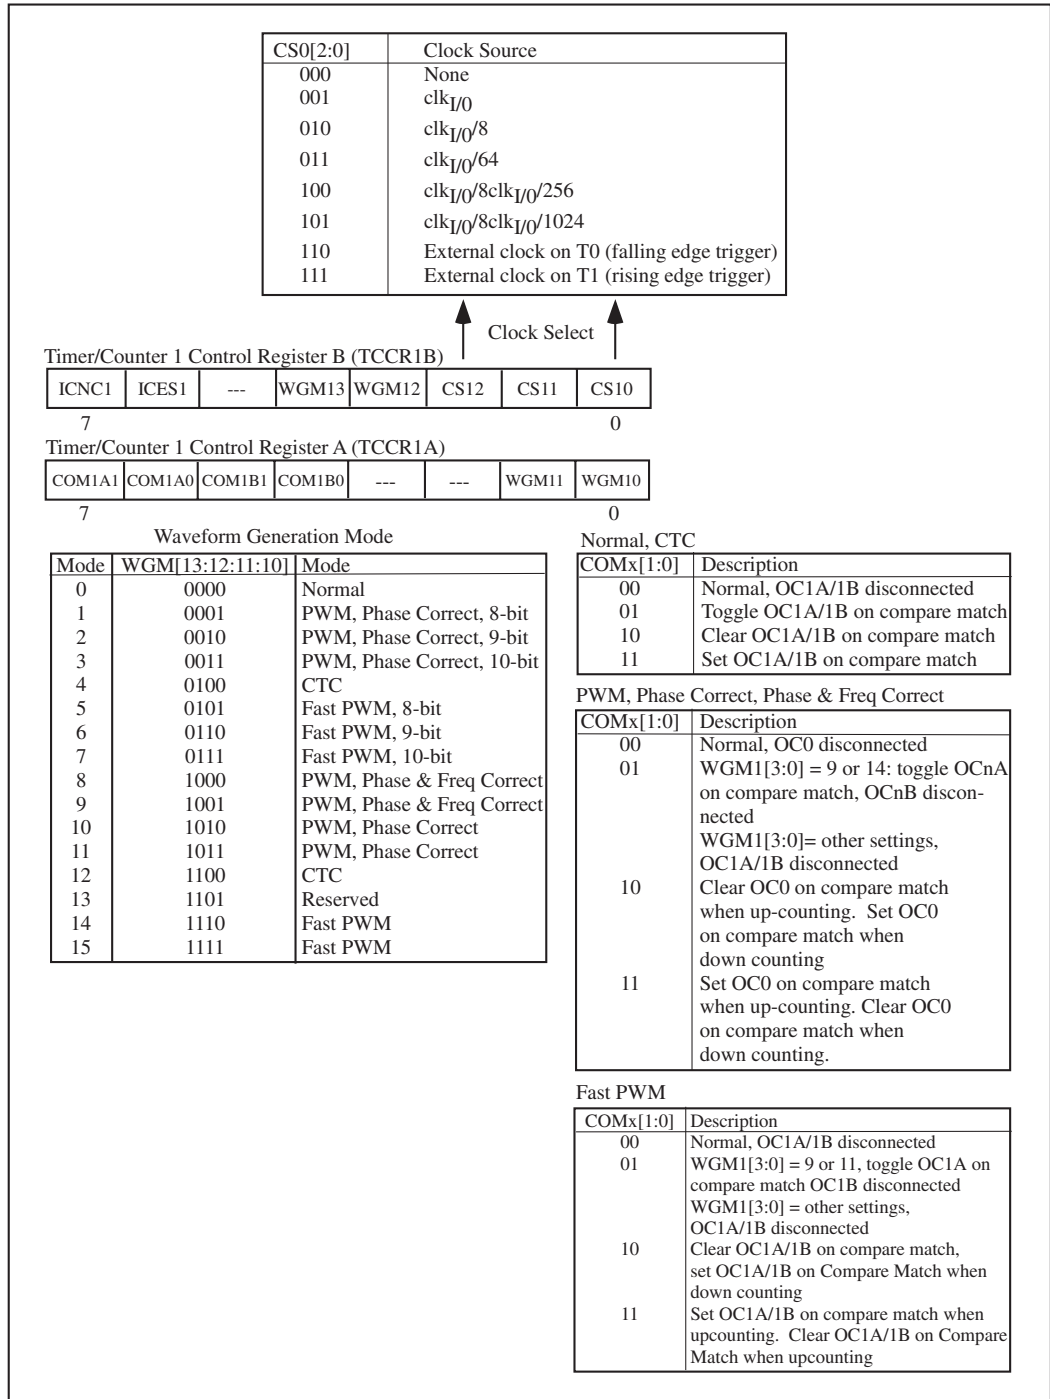 CS0[2:0] Clock Source
000 None
001 clkI/0
010 clkI/0/8
011 clkI/0/64
100 clkI/0/8clkI/0/256
101 clkI/0/8clkI/0/1024
110 External clock on T0 (falling edge trigger)
111 External clock on T1 (rising edge trigger)
Clock Select
Timer/Counter 1 Control Register B (TCCR1B)
ICNC1 ICES1 --- WGM13 WGM12 CS12 CS11 CS10
7 0
Timer/Counter 1 Control Register A (TCCR1A)
COM1A1 COM1A0 COM1B1 COM1B0 --- --- WGM11 WGM10
7 0
Waveform Generation Mode
Mode WGM[13:12:11:10] Mode
0 0000 Normal
1 0001 PWM, Phase Correct, 8-bit
2 0010 PWM, Phase Correct, 9-bit
3 0011 PWM, Phase Correct, 10-bit
4 0100 CTC
5 0101 Fast PWM, 8-bit
6 0110 Fast PWM, 9-bit
7 0111 Fast PWM, 10-bit
8 1000 PWM, Phase & Freq Correct
9 1001 PWM, Phase & Freq Correct
10 1010 PWM, Phase Correct
11 1011 PWM, Phase Correct
12 1100 CTC
13 1101 Reserved
14 1110 Fast PWM
15 1111 Fast PWM
Normal, CTC
COMx[1:0] Description
00 Normal, OC1A/1B disconnected
01 Toggle OC1A/1B on compare match
10 Clear OC1A/1B on compare match
11 Set OC1A/1B on compare match
PWM, Phase Correct, Phase & Freq Correct
COMx[1:0] Description
00 Normal, OC0 disconnected
01 WGM1[3:0] = 9 or 14: toggle OCnA
on compare match, OCnB discon-
nected
WGM1[3:0]= other settings,
OC1A/1B disconnected
10 Clear OC0 on compare match
when up-counting. Set OC0
on compare match when
down counting
11 Set OC0 on compare match
when up-counting. Clear OC0
on compare match when
down counting.
Fast PWM
COMx[1:0] Description
00 Normal, OC1A/1B disconnected
01 WGM1[3:0] = 9 or 11, toggle OC1A on
compare match OC1B disconnected
WGM1[3:0] = other settings,
OC1A/1B disconnected
10 Clear OC1A/1B on compare match,
set OC1A/1B on Compare Match when
down counting
11 Set OC1A/1B on compare match when
upcounting. Clear OC1A/1B on Compare
Match when upcounting